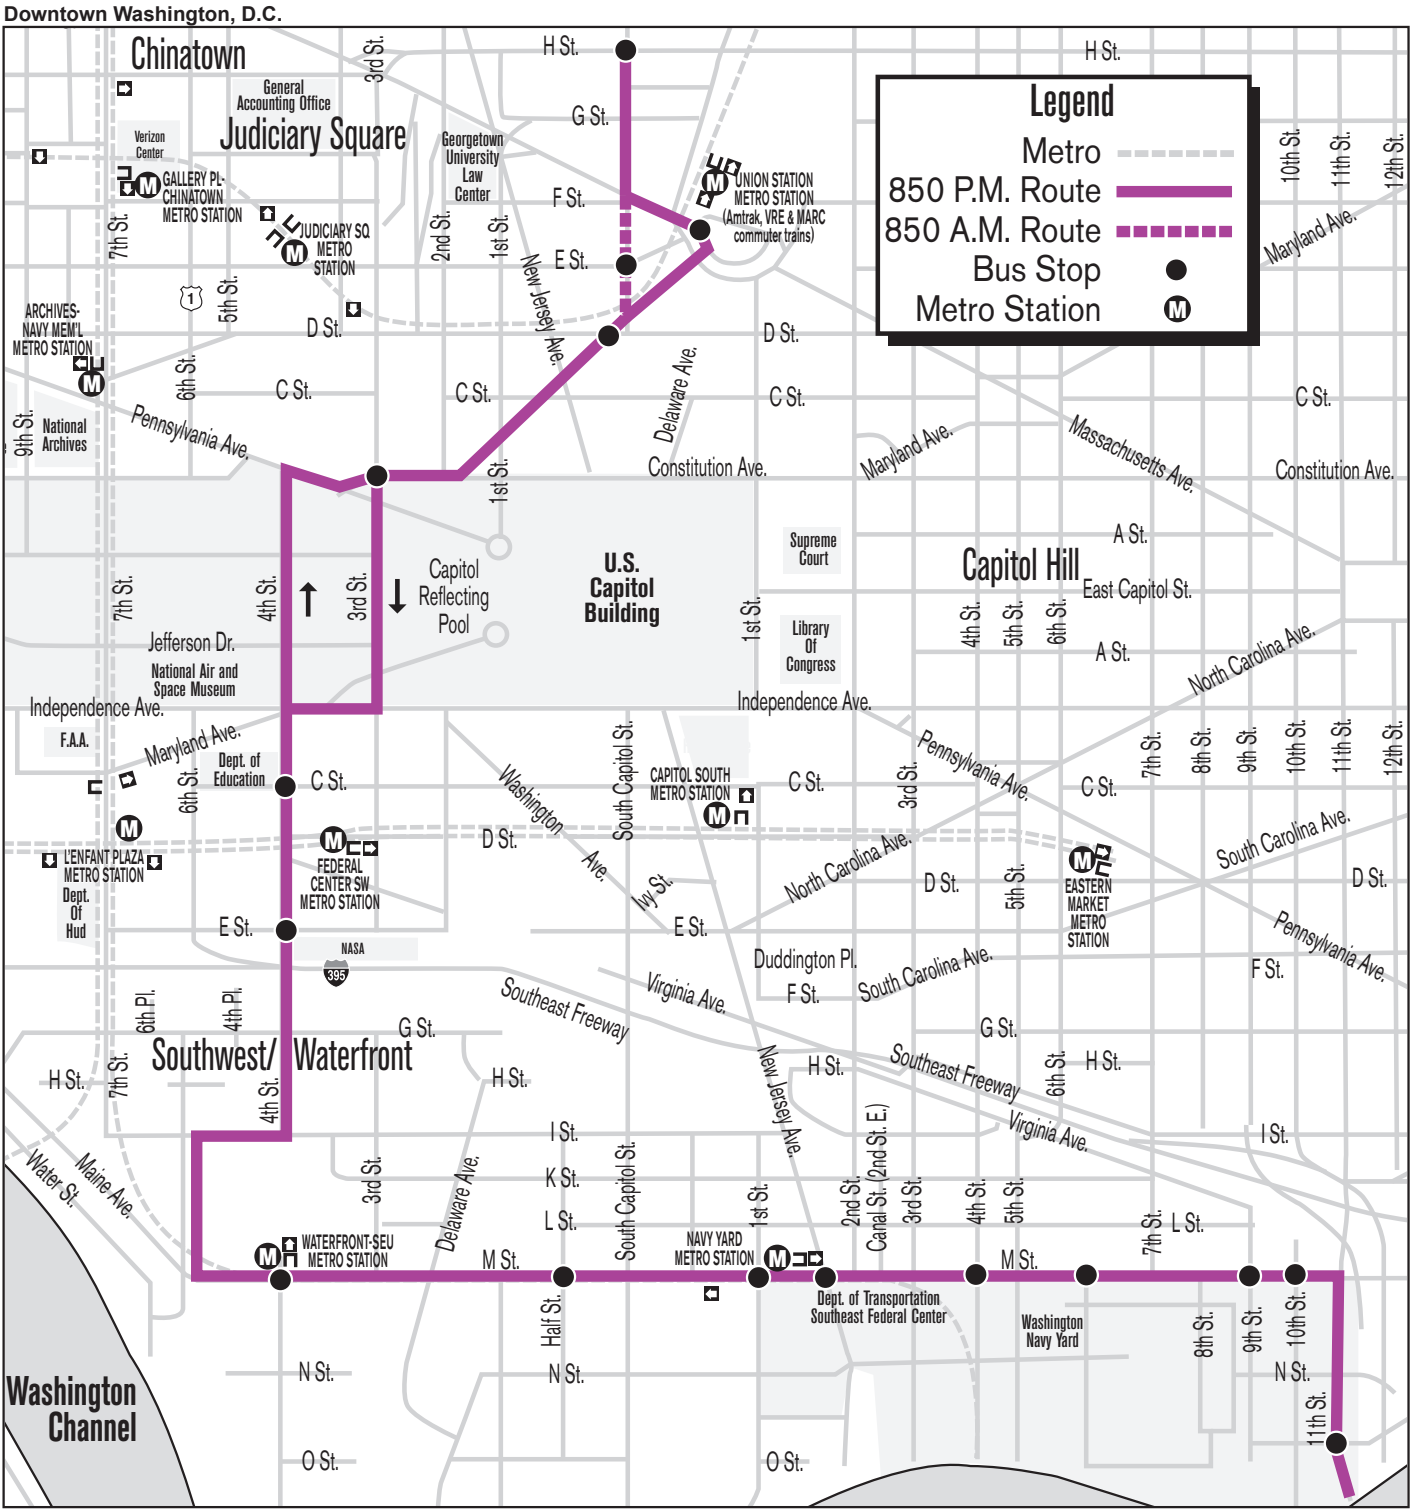 Downtown Washington, D.C.
Chinatown
3rd St.
H St.
H St.
General
Accounting Office
Judiciary Square
Verizon
Center
Georgetown
University
Law
Center
G St.
Legend
Metro
850 P.M. Route
850 A.M. Route
Bus Stop
Metro Station
M
10th St.
11th St.
12th St.
M
GALLERY PL-
CHINATOWN
METRO STATION
7th St.
M
JUDICIARY SQ
METRO
STATION
2nd St.
1st St.
F St.
M
UNION STATION
METRO STATION
(Amtrak, VRE & MARC
commuter trains)
Maryland Ave.
E St.
New Jersey Ave.
1
5th St.
ARCHIVES-
NAVY MEM'L
METRO STATION
M
D St.
D St.
6th St.
C St.
C St.
Delaware Ave.
C St.
C St.
9th St.
National
Archives
Pennsylvania Ave.
1st St.
Constitution Ave.
Maryland Ave.
Massachusetts Ave.
Constitution Ave.
Supreme
Court
A St.
Capitol Hill
East Capitol St.
7th St.
4th St.
3rd St.
Capitol
Reflecting
Pool
U.S.
Capitol
Building
1st St.
Library
Of
Congress
4th St.
5th St.
6th St.
A St.
North Carolina Ave.
Jefferson Dr.
National Air and
Space Museum
Independence Ave.
Independence Ave.
F.A.A.
Maryland Ave.
Dept. of
Education
6th St.
C St.
Washington
Ave.
South Capitol St.
CAPITOL SOUTH
METRO STATION
M
C St.
3rd St.
Pennsylvania Ave.
C St.
7th St.
8th St.
9th St.
10th St.
11th St.
12th St.
M
L'ENFANT PLAZA
METRO STATION
M
FEDERAL
CENTER SW
METRO STATION
D St.
Ivy St.
North Carolina Ave.
D St.
5th St.
M
EASTERN
MARKET
METRO
STATION
South Carolina Ave.
D St.
Dept.
Of
Hud
E St.
NASA
395
E St.
Duddington Pl.
F St.
South Carolina Ave.
Pennsylvania Ave.
F St.
6th Pl.
4th Pl.
G St.
Southeast Freeway
Virginia Ave.
G St.
Southwest/ Waterfront
H St.
7th St.
4th St.
H St.
New Jersey Ave.
H St.
Southeast Freeway
6th St.
H St.
Virginia Ave.
I St.
I St.
Water St.
Maine Ave.
3rd St.
Delaware Ave.
K St.
L St.
South Capitol St.
1st St.
2nd St.
Canal St. (2nd St. E.)
3rd St.
4th St.
5th St.
7th St.
L St.
M
WATERFRONT-SEU
METRO STATION
M St.
NAVY YARD
METRO STATION
M
M St.
Dept. of Transportation
Southeast Federal Center
Half St.
Washington
Navy Yard
8th St.
9th St.
10th St.
N St.
N St.
N St.
11th St.
Washington
Channel
O St.
O St.